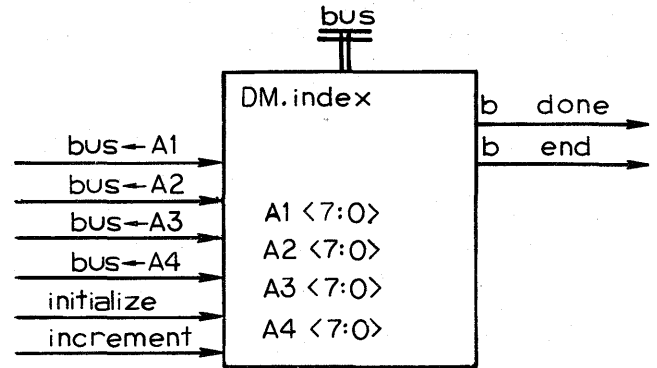 bus
DM.index
b done
b end
bus←A1
bus←A2
bus←A3
bus←A4
initialize
increment
A1 <7:0>
A2 <7:0>
A3 <7:0>
A4 <7:0>